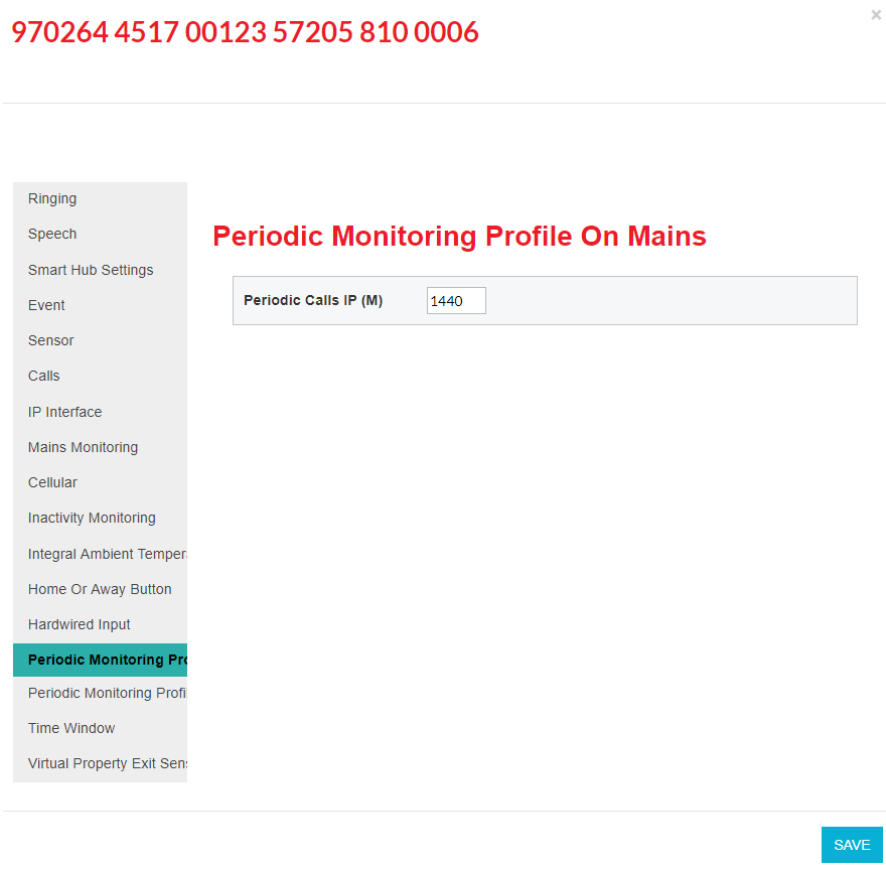 ×
970264 4517 00123 57205 810 0006
Ringing
Speech
Smart Hub Settings
Event
Sensor
Calls
IP Interface
Mains Monitoring
Cellular
Inactivity Monitoring
Integral Ambient Temper
Home Or Away Button
Hardwired Input
Periodic Monitoring Pro
Periodic Monitoring Profi
Time Window
Virtual Property Exit Sens
Periodic Monitoring Profile On Mains
Periodic Calls IP (M) 1440
SAVE